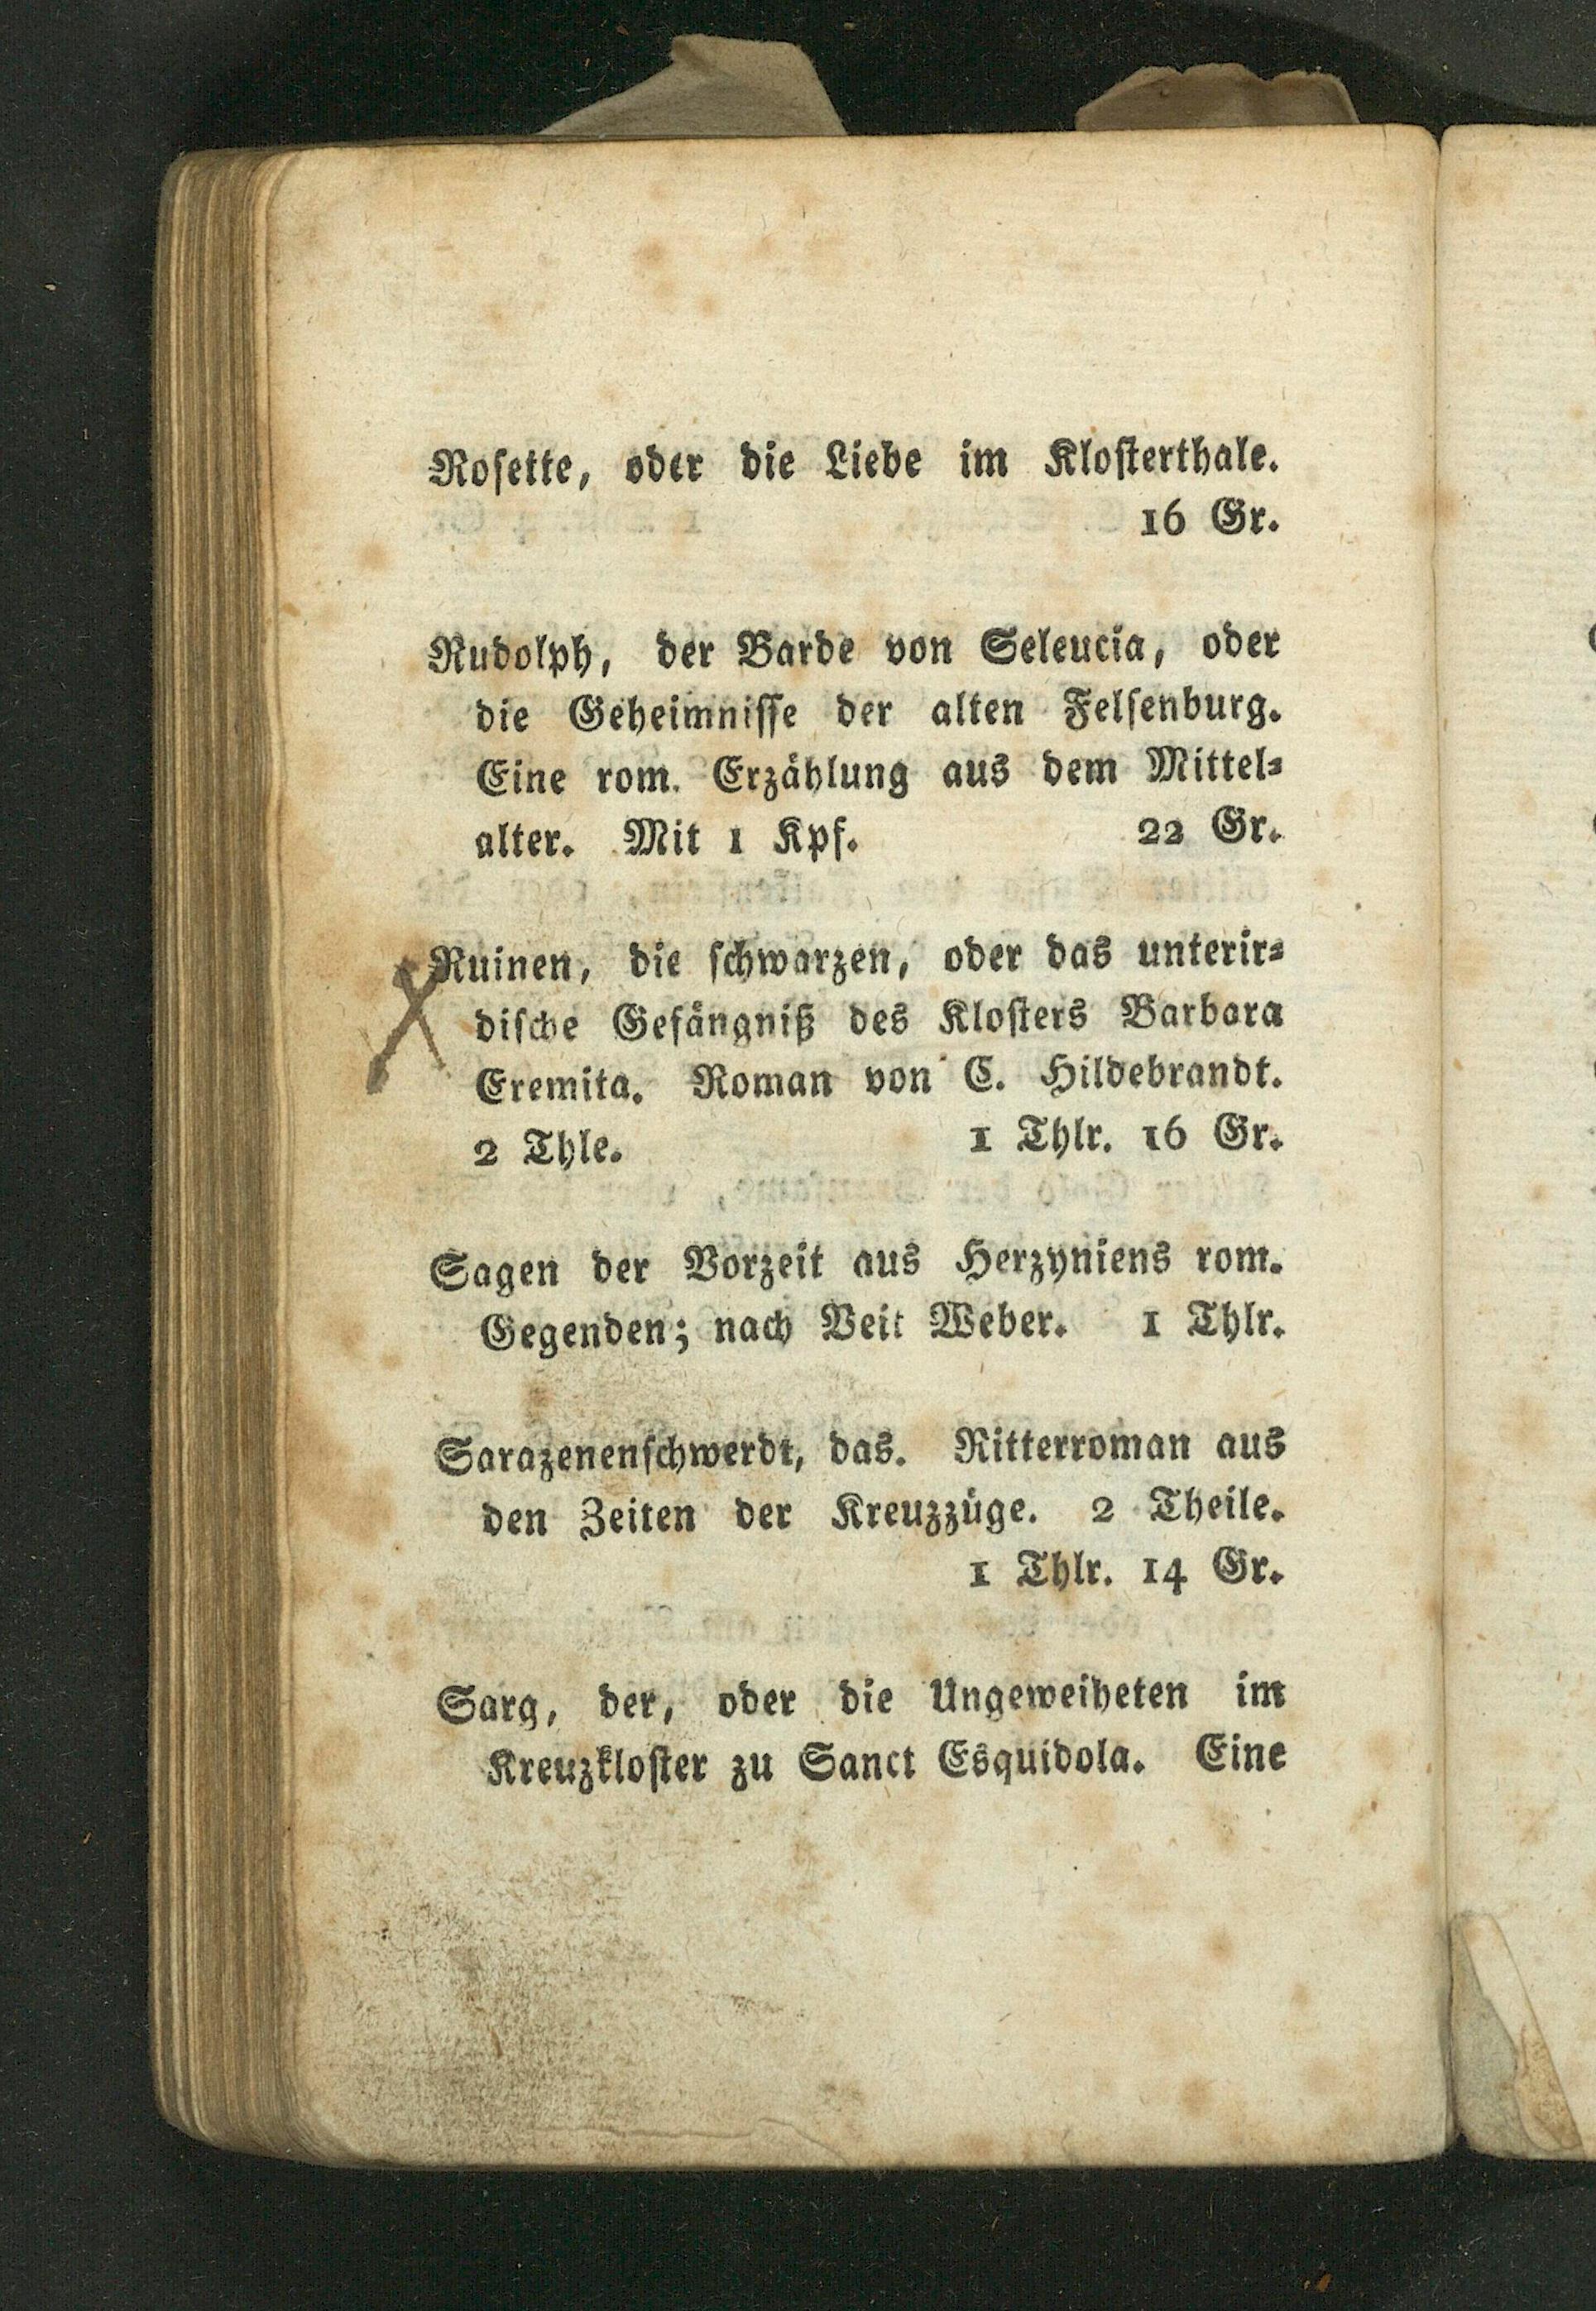 Rosette, oder die Liebe im Klosterthale.
16 Gr.
Rudolph, der Barde von Seleucia, oder
die Geheimnisse der alten Felsenburg.
Eine rom. Erzählung aus dem Mittel-
alter. Mit 1 Kpf. 22 Gr.
Ruinen, die schwarzen, oder das unterir-
dische Gefängniß des Klosters Barbara
Eremita. Roman von C. Hildebrandt.
2 Thle. 1 Thlr. 16 Gr.
Sagen der Vorzeit aus Herzyniens rom.
Gegenden; nach Veit Weber. 1 Thlr.
Sarazenenschwerdt, das. Ritterroman aus
den Zeiten der Kreuzzüge. 2 Theile.
1 Thlr. 14 Gr.
Sarg, der, oder die Ungeweiheten im
Kreuzkloster zu Sanct Esquidola. Eine